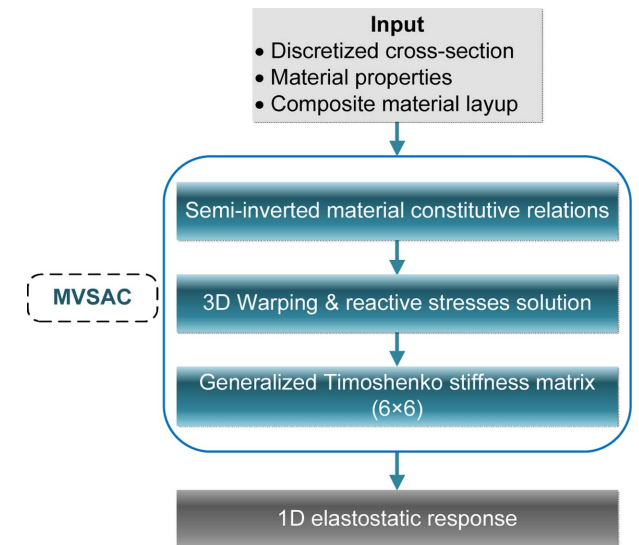 Input
• Discretized cross-section
• Material properties
• Composite material layup
Semi-inverted material constitutive relations
MVSAC
3D Warping & reactive stresses solution
Generalized Timoshenko stiffness matrix
(6×6)
1D elastostatic response